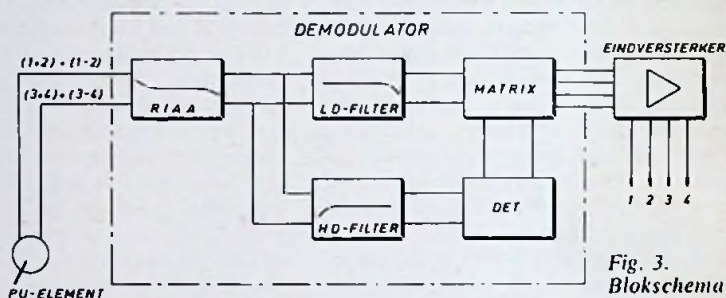 DEMODULATOR
EINDVERSTERKER
(1+2) + (1-2)
(3+4) + (3-4)
RIAA
LD-FILTER
MATRIX
HD-FILTER
DET.
1 2 3 4
PU-ELEMENT
Fig. 3.
Blokschema